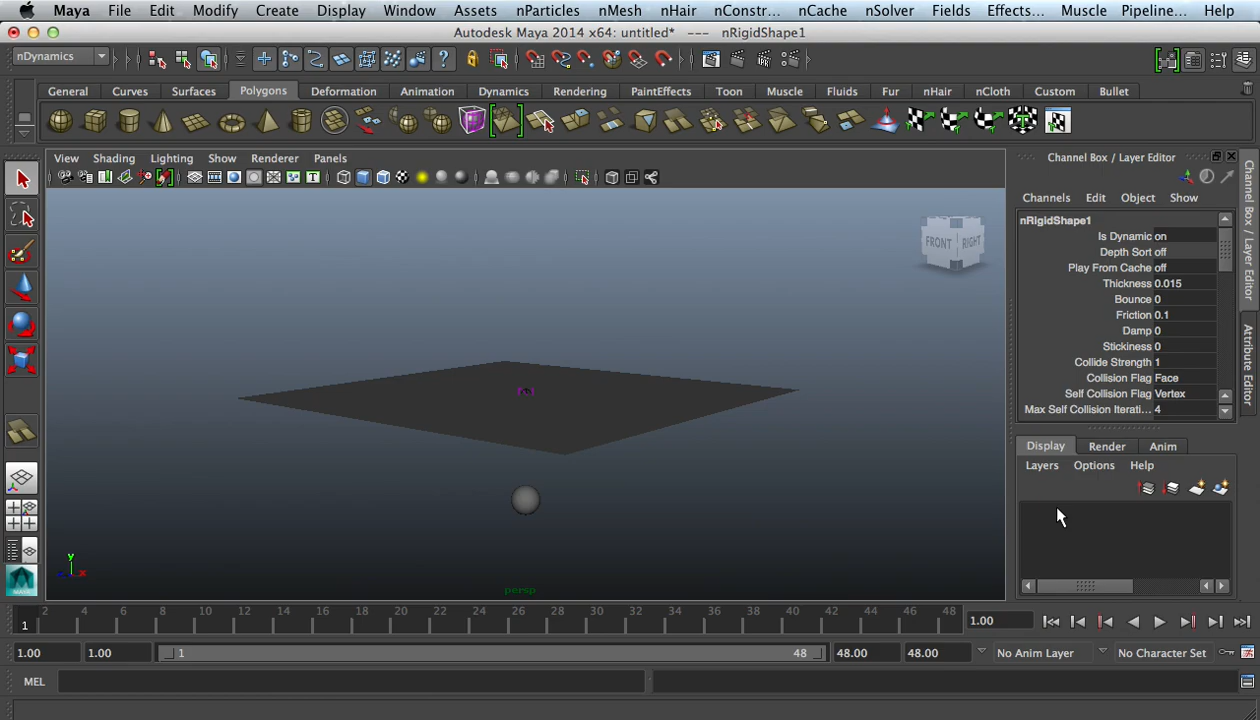 Maya File Edit Modify Create Display Window Assets nParticles nMesh nHair nConstr... nCache nSolver Fields Effects... Muscle Pipeline... Help
Autodesk Maya 2014 x64: untitled* --- nRigidShape1
nDynamics
General Curves Surfaces Polygons Deformation Animation Dynamics Rendering PaintEffects Toon Muscle Fluids Fur nHair nCloth Custom Bullet
View Shading Lighting Show Renderer Panels
Channel Box / Layer Editor
Channels Edit Object Show
nRigidShape1
Is Dynamic on
Depth Sort off
Play From Cache off
Thickness 0.015
Bounce 0
Friction 0.1
Damp 0
Stickiness 0
Collide Strength 1
Collision Flag Face
Self Collision Flag Vertex
Max Self Collision Iterati... 4
Channel Box / Layer Editor
Attribute Editor
FRONT RIGHT
Display Render Anim
Layers Options Help
y
x
persp
2 4 6 8 10 12 14 16 18 20 22 24 26 28 30 32 34 36 38 40 42 44 46 48
1
1.00
1.00 1.00 1 48 48.00 48.00 No Anim Layer No Character Set
MEL